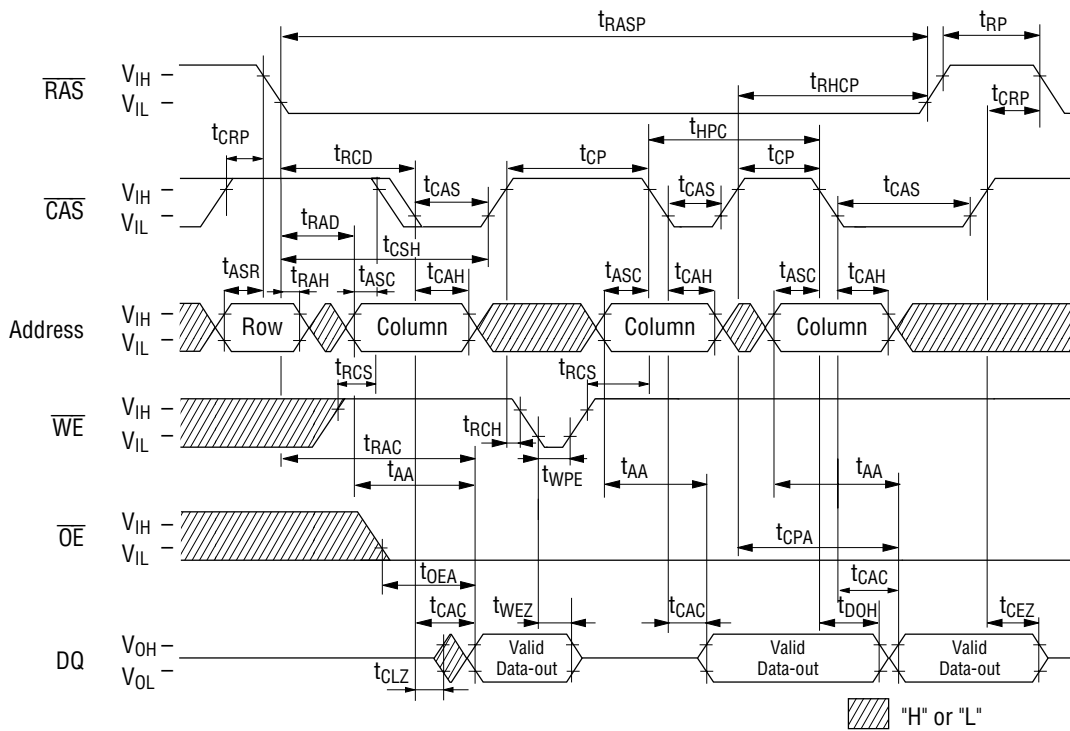 tRASP
tRP
RAS
VIH
VIL
tRHCP
tCRP
tHPC
tCRP
tRCD
tCP
tCP
CAS
VIH
VIL
tCAS
tCAS
tCAS
tRAD
tCSH
tASR
tRAH
tASC
tCAH
tASC
tCAH
tASC
tCAH
Address
VIH
VIL
Row
Column
Column
Column
tRCS
tRCS
WE
VIH
VIL
tRCH
tWPE
tRAC
tAA
tAA
tAA
OE
VIH
VIL
tCPA
tOEA
tCAC
tCAC
tWEZ
tCAC
tDOH
tCEZ
DQ
VOH
VOL
Valid
Data-out
Valid
Data-out
Valid
Data-out
tCLZ
"H" or "L"